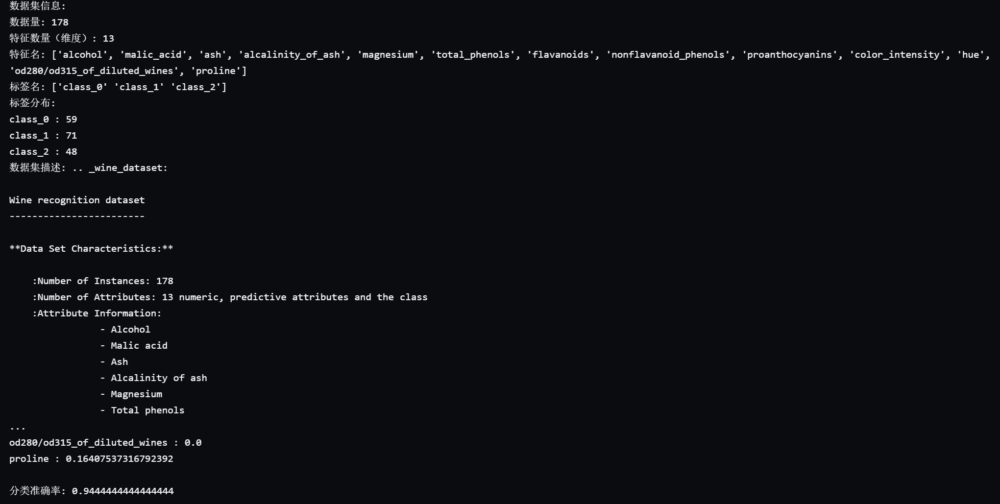 数据集信息:
数据量: 178
特征数量（维度）: 13
特征名: ['alcohol', 'malic_acid', 'ash', 'alcalinity_of_ash', 'magnesium', 'total_phenols', 'flavanoids', 'nonflavanoid_phenols', 'proanthocyanins', 'color_intensity', 'hue',
'od280/od315_of_diluted_wines', 'proline']
标签名: ['class_0' 'class_1' 'class_2']
标签分布:
class_0 : 59
class_1 : 71
class_2 : 48
数据集描述: .. _wine_dataset:
Wine recognition dataset
------------------------
**Data Set Characteristics:**
:Number of Instances: 178
:Number of Attributes: 13 numeric, predictive attributes and the class
:Attribute Information:
- Alcohol
- Malic acid
- Ash
- Alcalinity of ash
- Magnesium
- Total phenols
...
od280/od315_of_diluted_wines : 0.0
proline : 0.16407537316792392
分类准确率: 0.9444444444444444